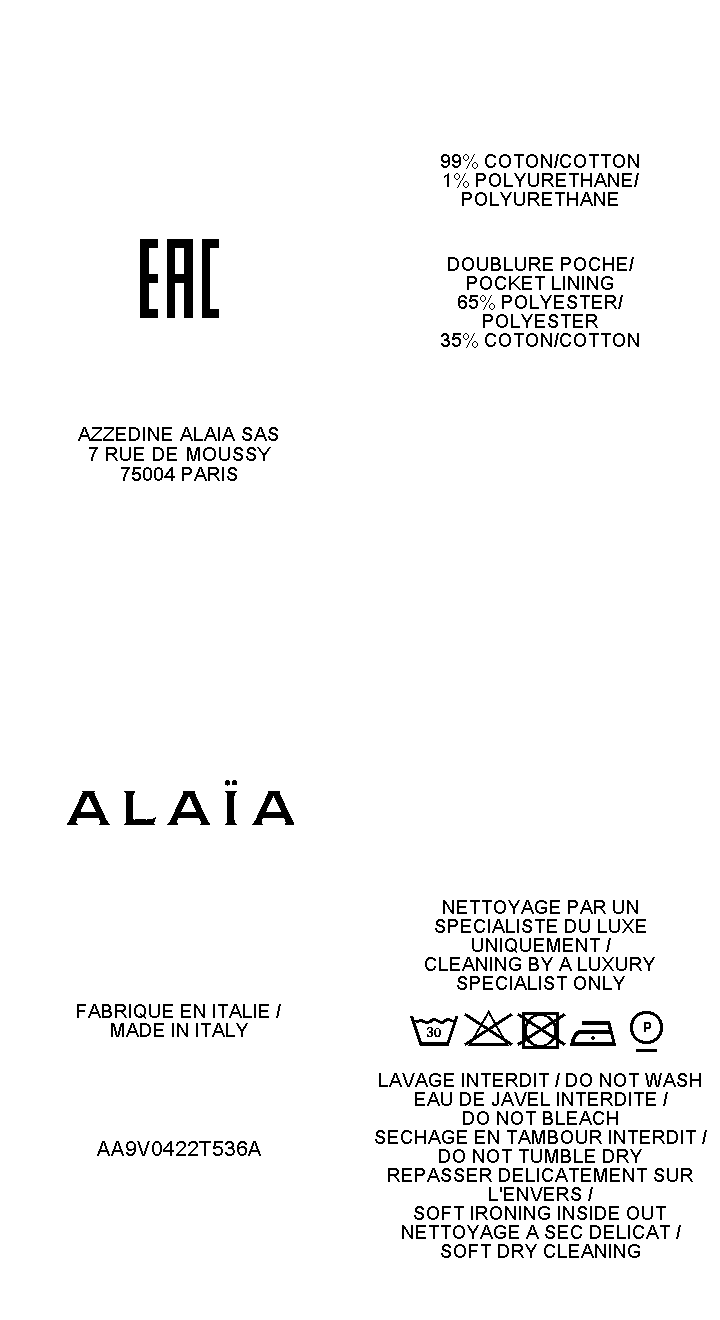 EAC
AZZEDINE ALAIA SAS
7 RUE DE MOUSSY
75004 PARIS
99% COTON/COTTON
1% POLYURETHANE/
POLYURETHANE
DOUBLURE POCHE/
POCKET LINING
65% POLYESTER/
POLYESTER
35% COTON/COTTON
ALAÏA
FABRIQUE EN ITALIE /
MADE IN ITALY
AA9V0422T536A
NETTOYAGE PAR UN
SPECIALISTE DU LUXE
UNIQUEMENT /
CLEANING BY A LUXURY
SPECIALIST ONLY
30 P
LAVAGE INTERDIT / DO NOT WASH
EAU DE JAVEL INTERDITE /
DO NOT BLEACH
SECHAGE EN TAMBOUR INTERDIT /
DO NOT TUMBLE DRY
REPASSER DELICATEMENT SUR
L'ENVERS /
SOFT IRONING INSIDE OUT
NETTOYAGE A SEC DELICAT /
SOFT DRY CLEANING